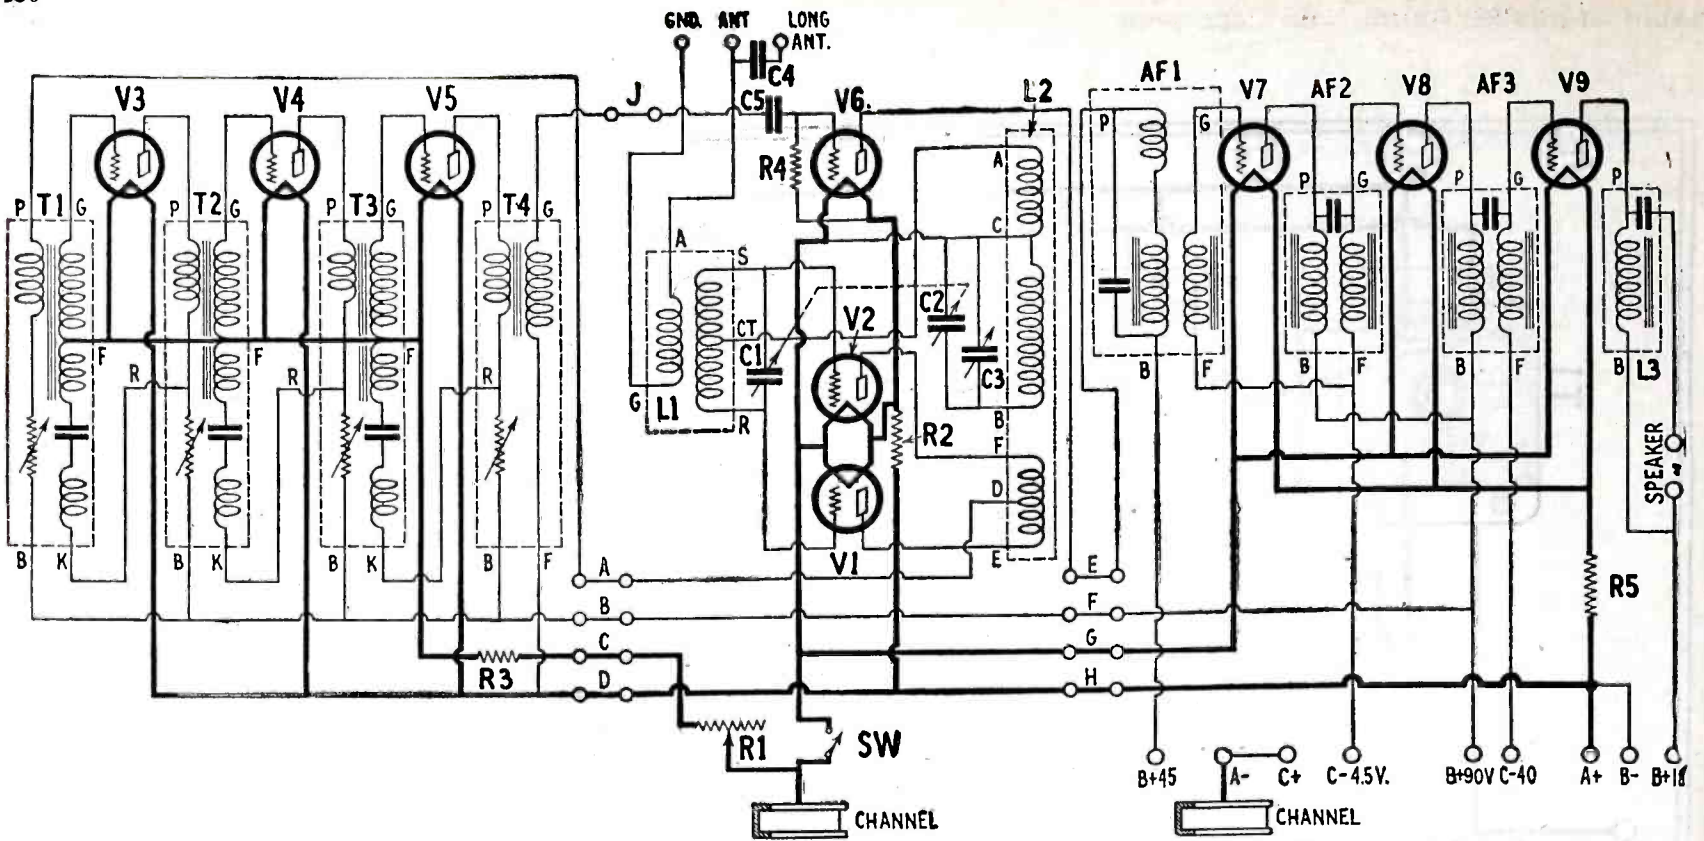 GND. ANT LONG
ANT.
C4
V3 V4 V5 J C5 V6. L2 AF1 V7 AF2 V8 AF3 V9
R4
P T1 G P T2 G P T3 G P T4 G
A C
P G P G P G P
A S
CT C1 C2 V2 C3
F F F
R R R
G L1 R
R2
B F D E
B F B F B F B L3
V1
SPEAKER
B K B K B K B F
A E
B F
C G
D H
R3
R5
R1 SW
B+45 A- C+ C-4.5V. B+90V C-40 A+ B-
CHANNEL CHANNEL